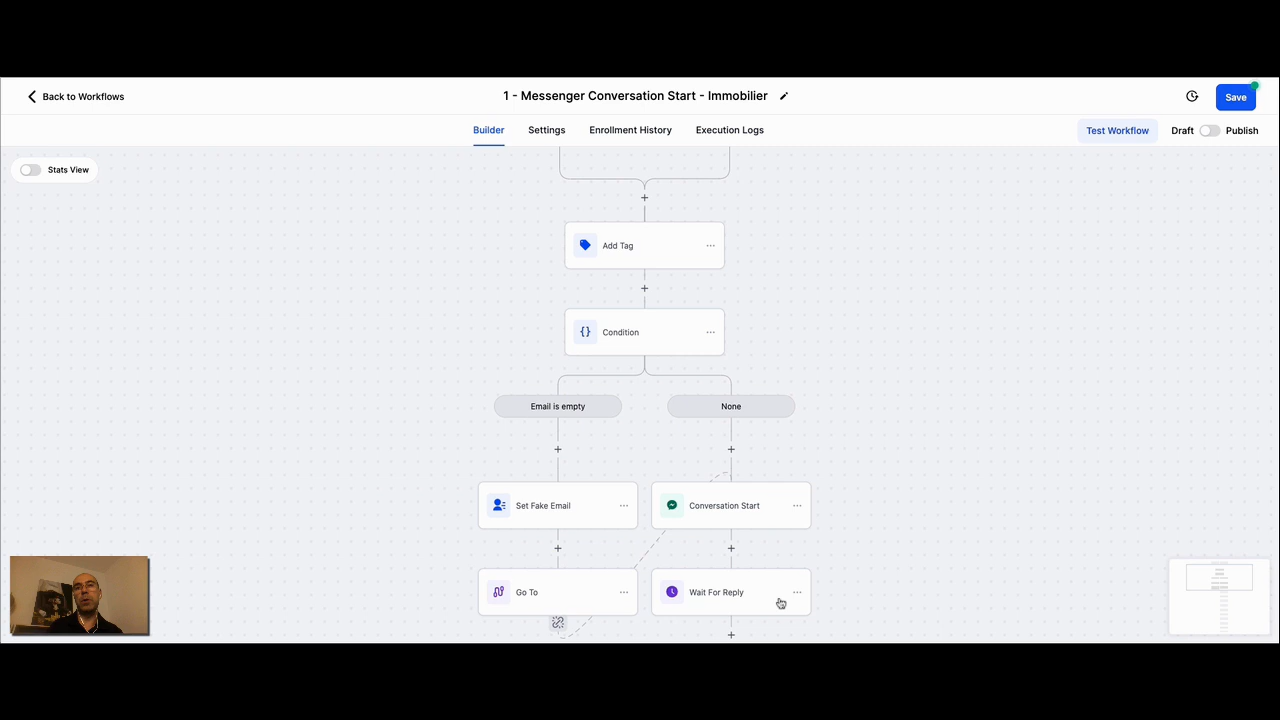 Back to Workflows
1 - Messenger Conversation Start - Immobilier
Save
Builder
Settings
Enrollment History
Execution Logs
Test Workflow
Draft
Publish
Stats View
Add Tag
Condition
Email is empty
None
Set Fake Email
Conversation Start
Go To
Wait For Reply